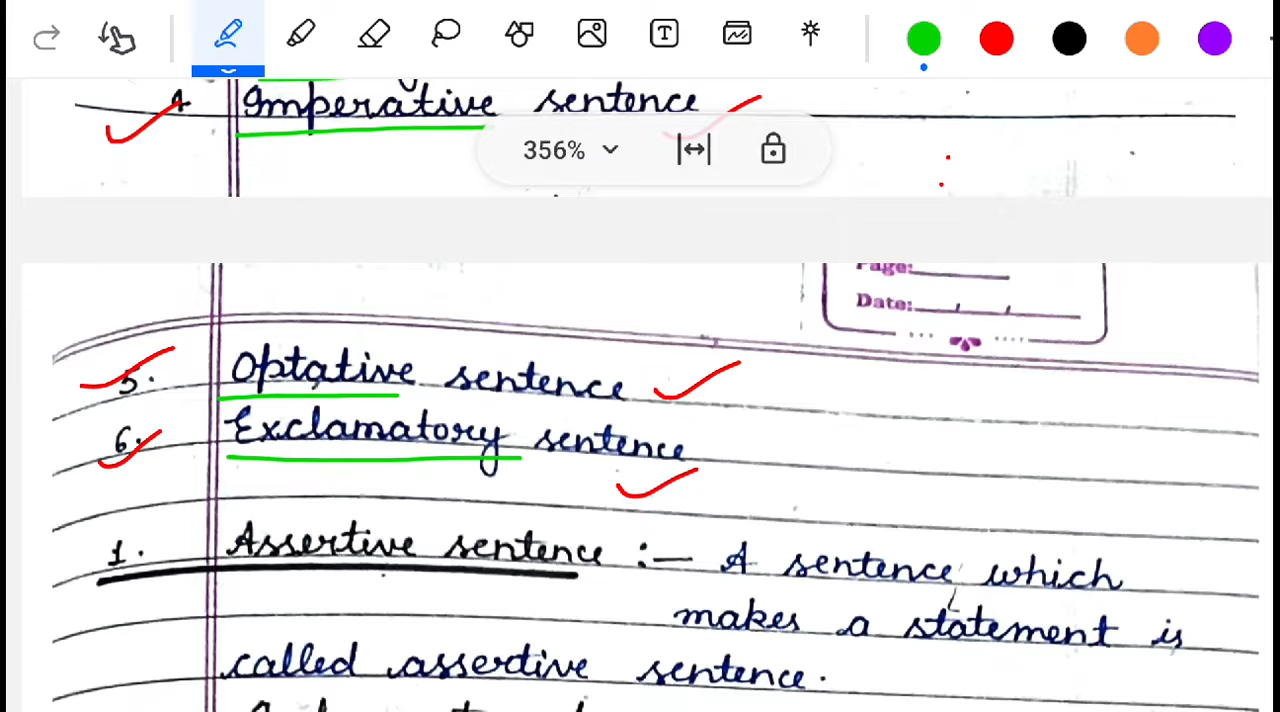 4 Imperative sentence
356%
Page:
Date:
5. Optative sentence
6. Exclamatory sentence
1. Assertive sentence :— A sentence which
makes a statement is
called assertive sentence.